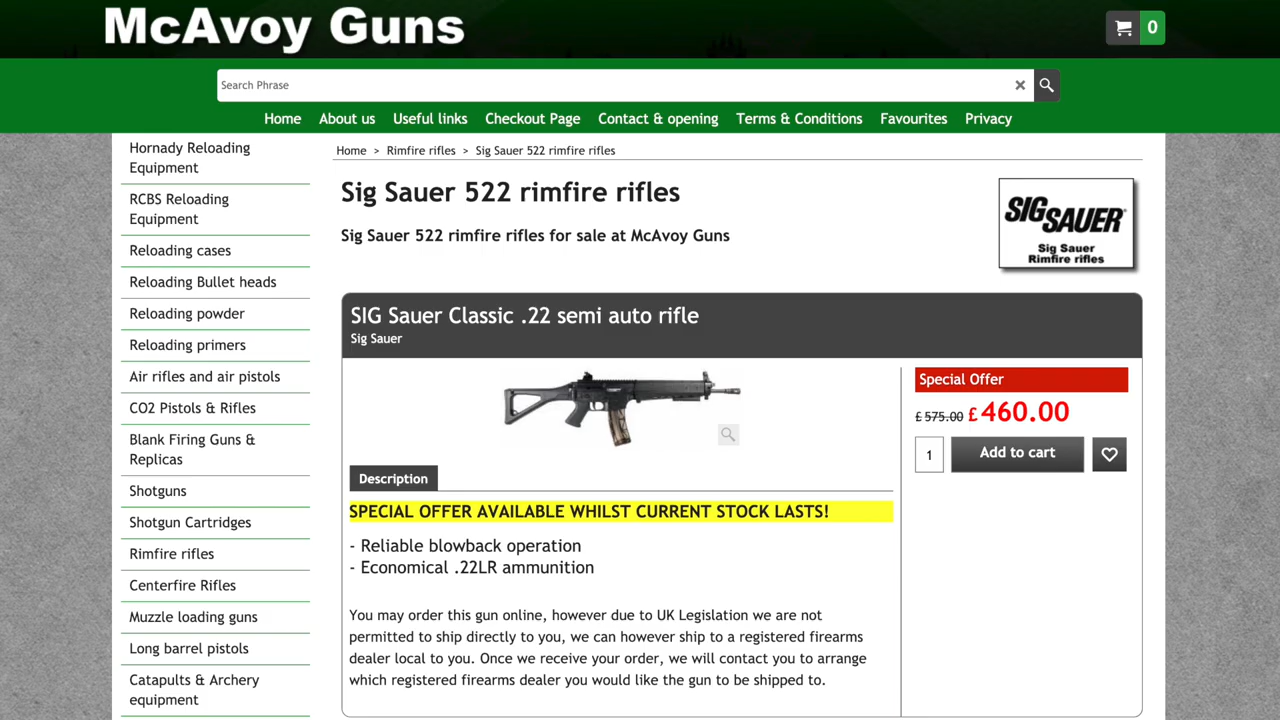 McAvoy Guns
0
Search Phrase
Home About us Useful links Checkout Page Contact & opening Terms & Conditions Favourites Privacy
Hornady Reloading
Equipment
RCBS Reloading
Equipment
Reloading cases
Reloading Bullet heads
Reloading powder
Reloading primers
Air rifles and air pistols
CO2 Pistols & Rifles
Blank Firing Guns &
Replicas
Shotguns
Shotgun Cartridges
Rimfire rifles
Centerfire Rifles
Muzzle loading guns
Long barrel pistols
Catapults & Archery
equipment
Home > Rimfire rifles > Sig Sauer 522 rimfire rifles
Sig Sauer 522 rimfire rifles
Sig Sauer 522 rimfire rifles for sale at McAvoy Guns
SIG SAUER
Sig Sauer
Rimfire rifles
SIG Sauer Classic .22 semi auto rifle
Sig Sauer
Special Offer
£ 575.00 £ 460.00
1 Add to cart
Description
SPECIAL OFFER AVAILABLE WHILST CURRENT STOCK LASTS!
- Reliable blowback operation
- Economical .22LR ammunition
You may order this gun online, however due to UK Legislation we are not
permitted to ship directly to you, we can however ship to a registered firearms
dealer local to you. Once we receive your order, we will contact you to arrange
which registered firearms dealer you would like the gun to be shipped to.